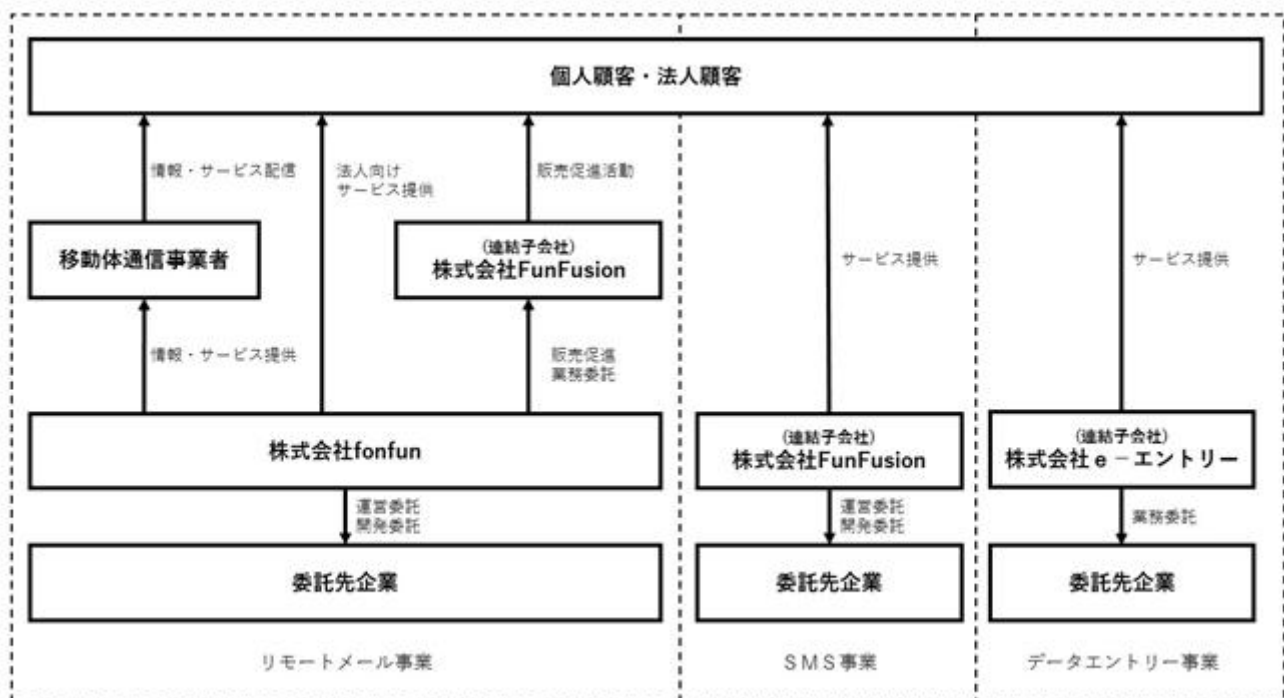 個人顧客・法人顧客
情報・サービス配信
法人向け
サービス提供
販売促進活動
移動体通信事業者
(連結子会社)
株式会社FunFusion
サービス提供
サービス提供
情報・サービス提供
販売促進
業務委託
株式会社fonfun
(連結子会社)
株式会社FunFusion
(連結子会社)
株式会社e－エントリー
運営委託
開発委託
運営委託
開発委託
業務委託
委託先企業
委託先企業
委託先企業
リモートメール事業
SMS事業
データエントリー事業